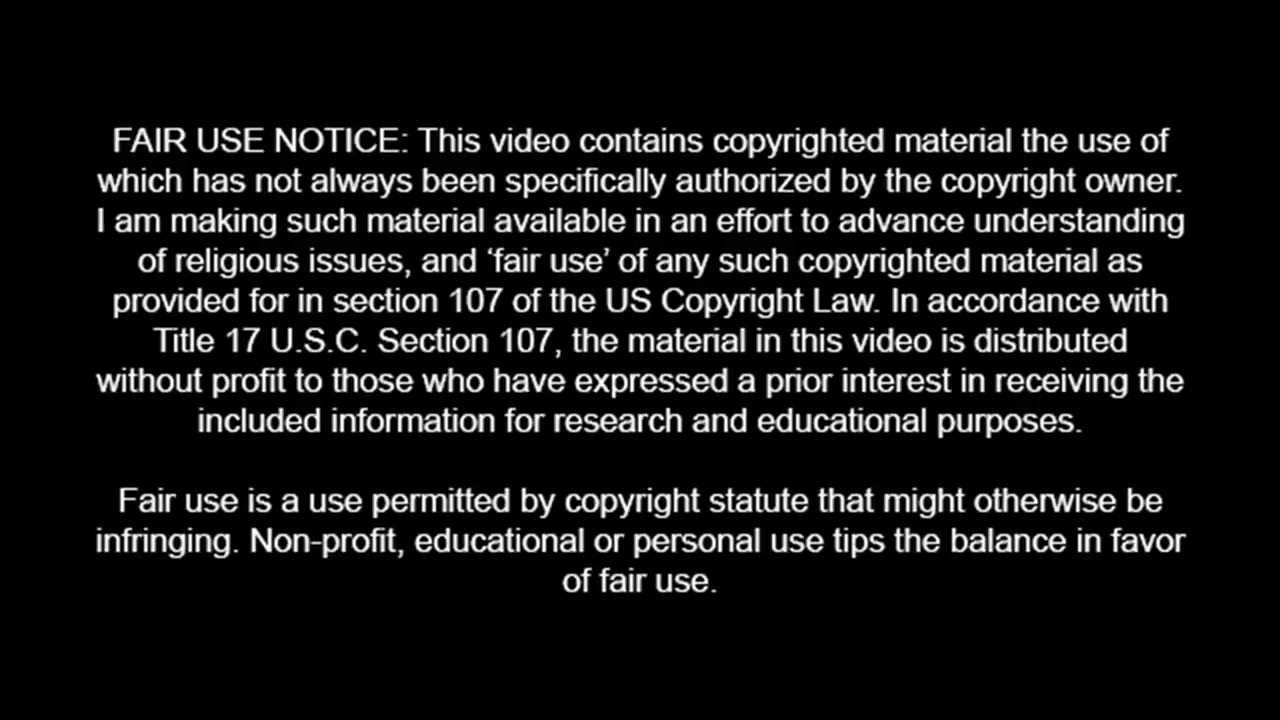 FAIR USE NOTICE: This video contains copyrighted material the use of
which has not always been specifically authorized by the copyright owner.
I am making such material available in an effort to advance understanding
of religious issues, and ‘fair use’ of any such copyrighted material as
provided for in section 107 of the US Copyright Law. In accordance with
Title 17 U.S.C. Section 107, the material in this video is distributed
without profit to those who have expressed a prior interest in receiving the
included information for research and educational purposes.
Fair use is a use permitted by copyright statute that might otherwise be
infringing. Non-profit, educational or personal use tips the balance in favor
of fair use.